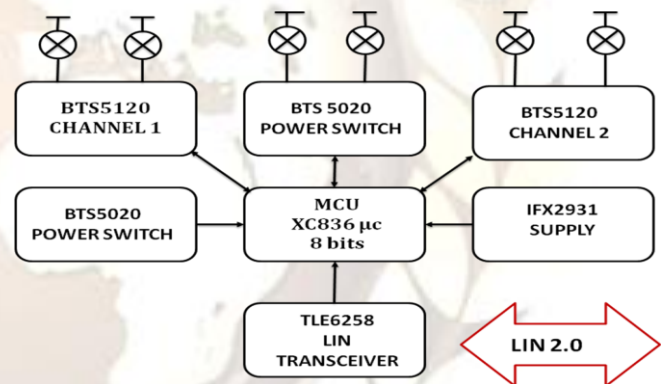 BTS5120
CHANNEL 1
BTS 5020
POWER SWITCH
BTS5120
CHANNEL 2
BTS5020
POWER SWITCH
MCU
XC836 µc
8 bits
IFX2931
SUPPLY
TLE6258
LIN
TRANSCEIVER
LIN 2.0